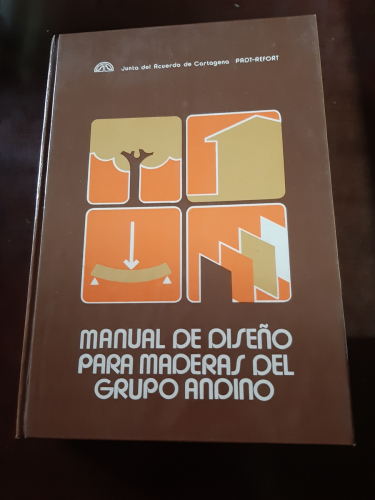 Junta del Acuerdo de Cartagena PADT-REFORT
MANUAL DE DISEÑO
PARA MADERAS DEL
GRUPO ANDINO